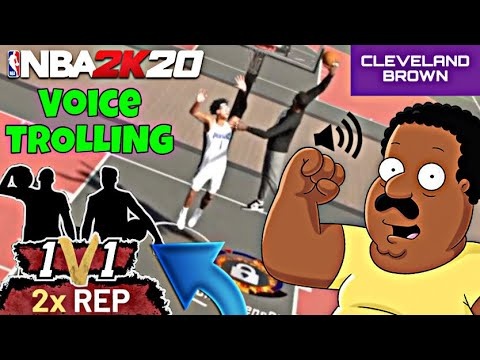 NBA2K20
VOICE
TROLLING
CLEVELAND
BROWN
1V1
2x REP